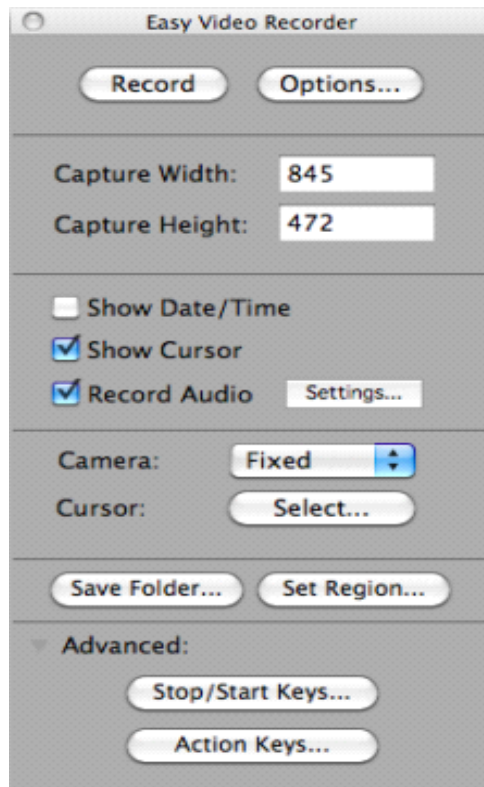 Easy Video Recorder
Record Options...
Capture Width: 845
Capture Height: 472
Show Date/Time
Show Cursor
Record Audio Settings...
Camera: Fixed
Cursor: Select...
Save Folder... Set Region...
Advanced:
Stop/Start Keys...
Action Keys...